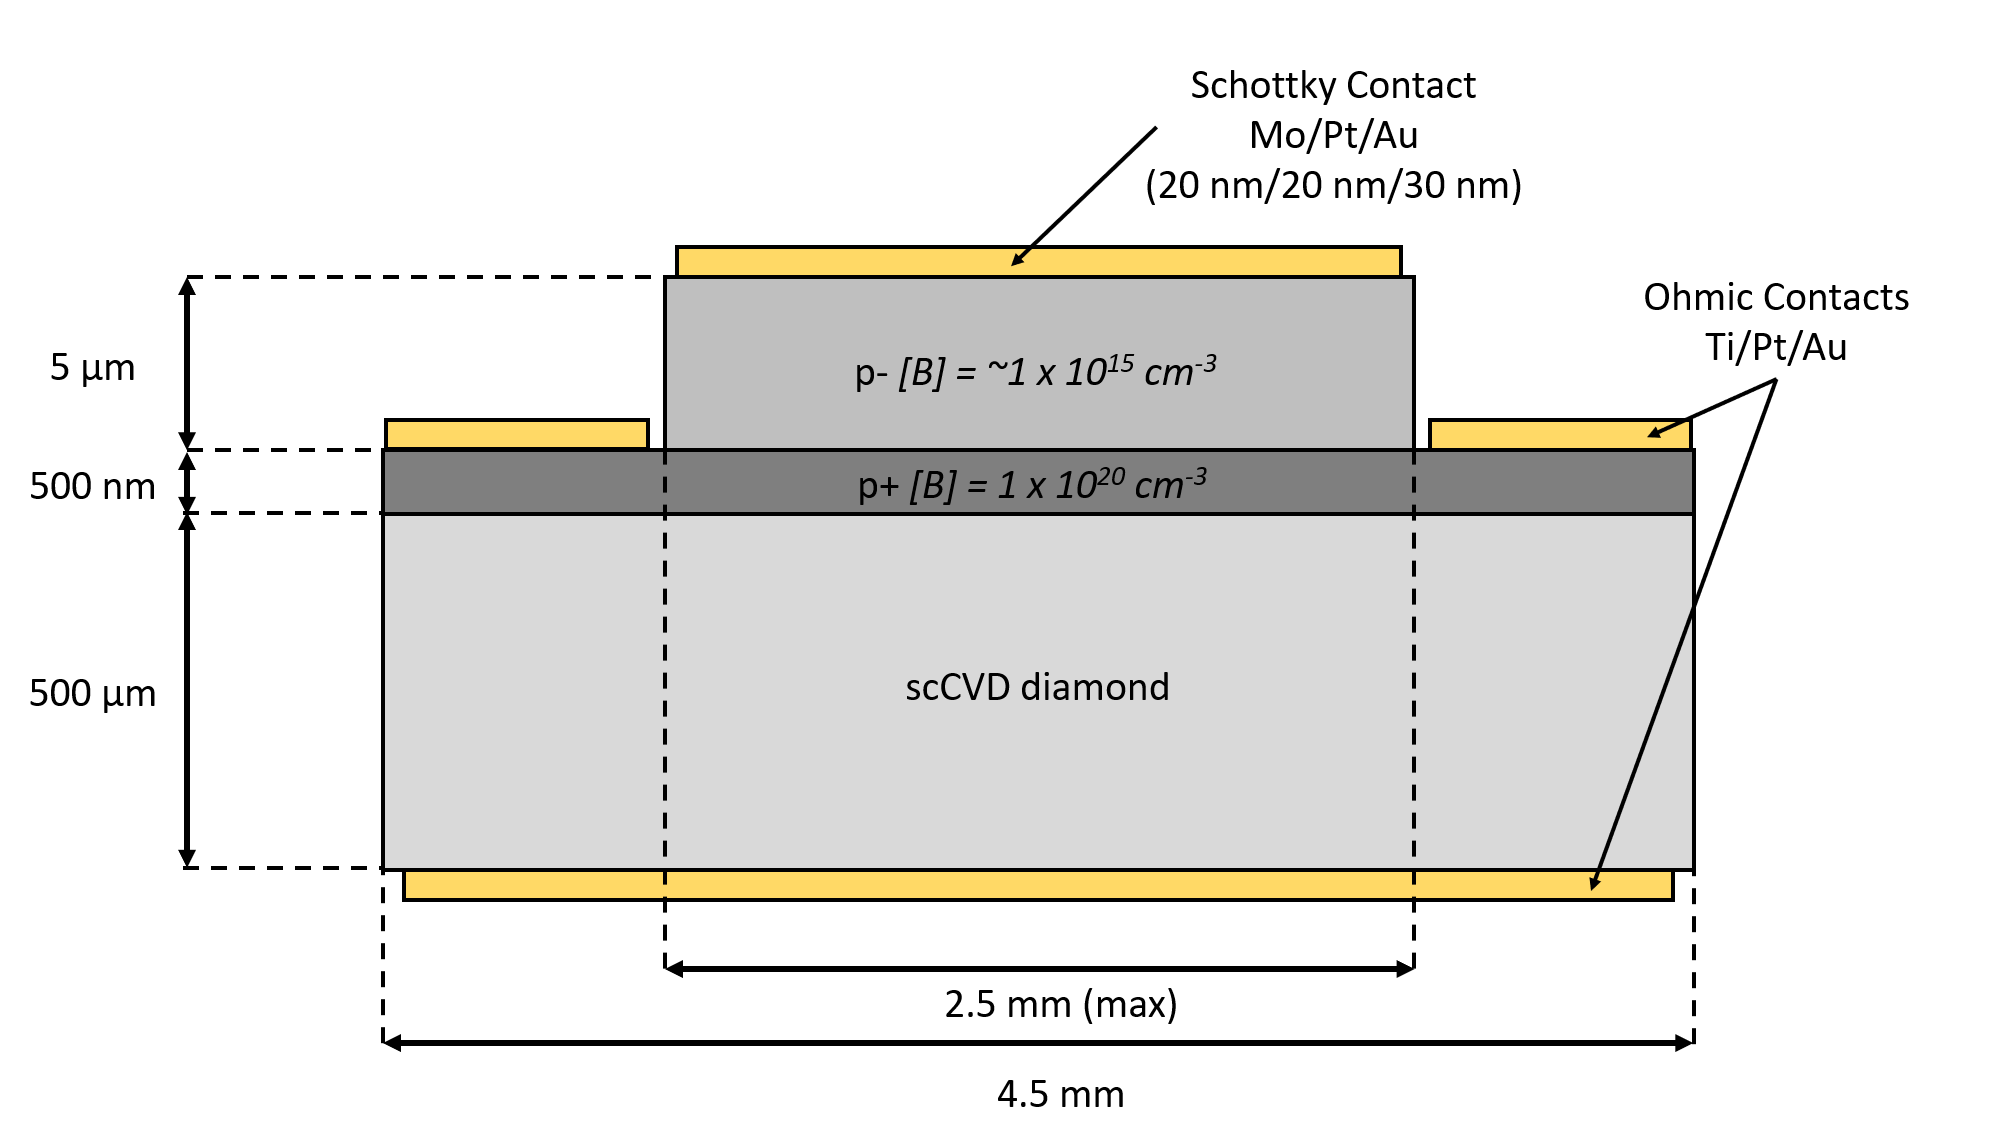 Schottky Contact
Mo/Pt/Au
(20 nm/20 nm/30 nm)
Ohmic Contacts
Ti/Pt/Au
5 µm
p- [B] = ~1 x 10¹⁵ cm⁻³
500 nm
p+ [B] = 1 x 10²⁰ cm⁻³
500 µm
scCVD diamond
2.5 mm (max)
4.5 mm